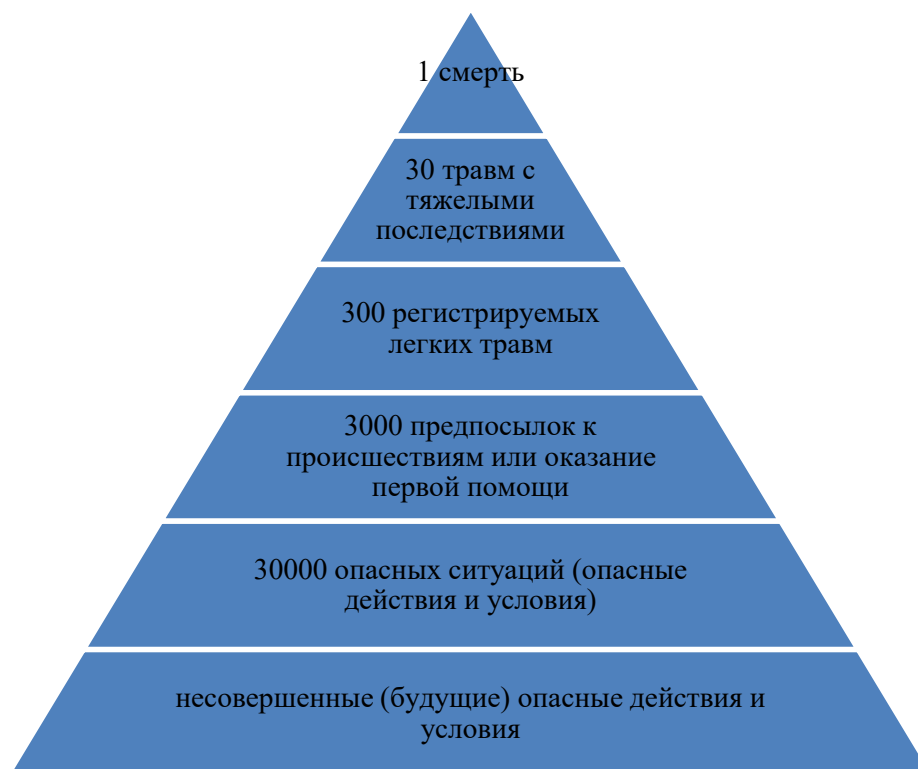 1 смерть
30 травм с
тяжелыми
последствиями
300 регистрируемых
легких травм
3000 предпосылок к
происшествиям или оказание
первой помощи
30000 опасных ситуаций (опасные
действия и условия)
несовершенные (будущие) опасные действия и
условия